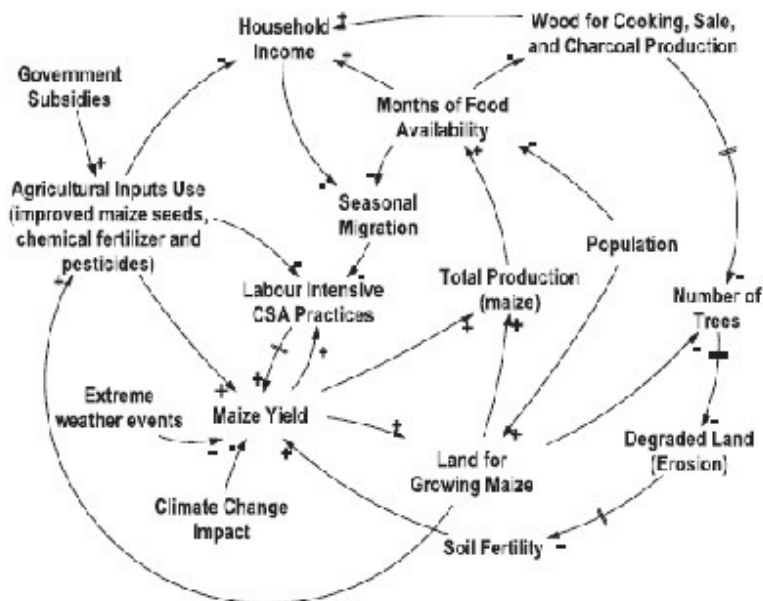 Household
Income
Wood for Cooking, Sale,
and Charcoal Production
Government
Subsidies
Months of Food
Availability
Agricultural Inputs Use
(improved maize seeds,
chemical fertilizer and
pesticides)
Seasonal
Migration
Population
Labour Intensive
CSA Practices
Total Production
(maize)
Number of
Trees
Extreme
weather events
Maize Yield
Land for
Growing Maize
Degraded Land
(Erosion)
Climate Change
Impact
Soil Fertility